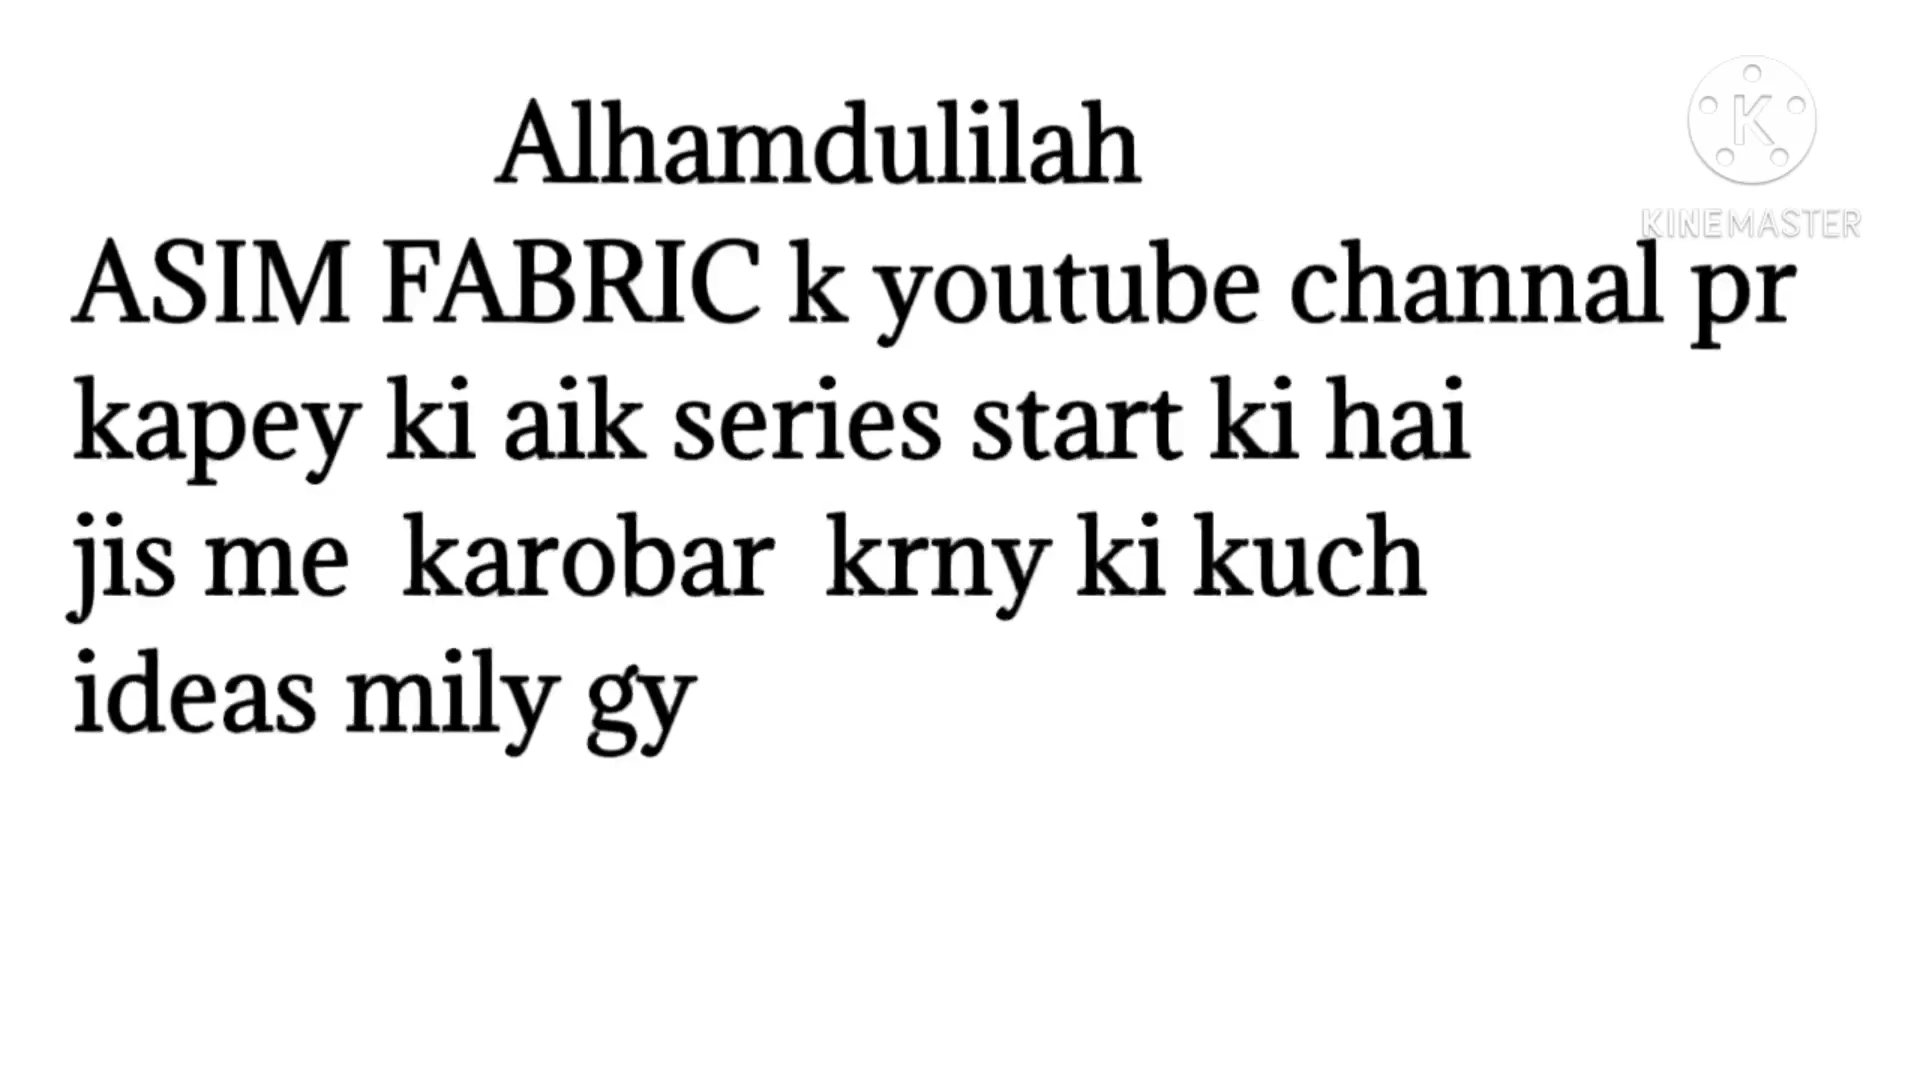 Alhamdulilah
ASIM FABRIC k youtube channal pr
kapey ki aik series start ki hai
jis me karobar krny ki kuch
ideas mily gy
K
KINEMASTER